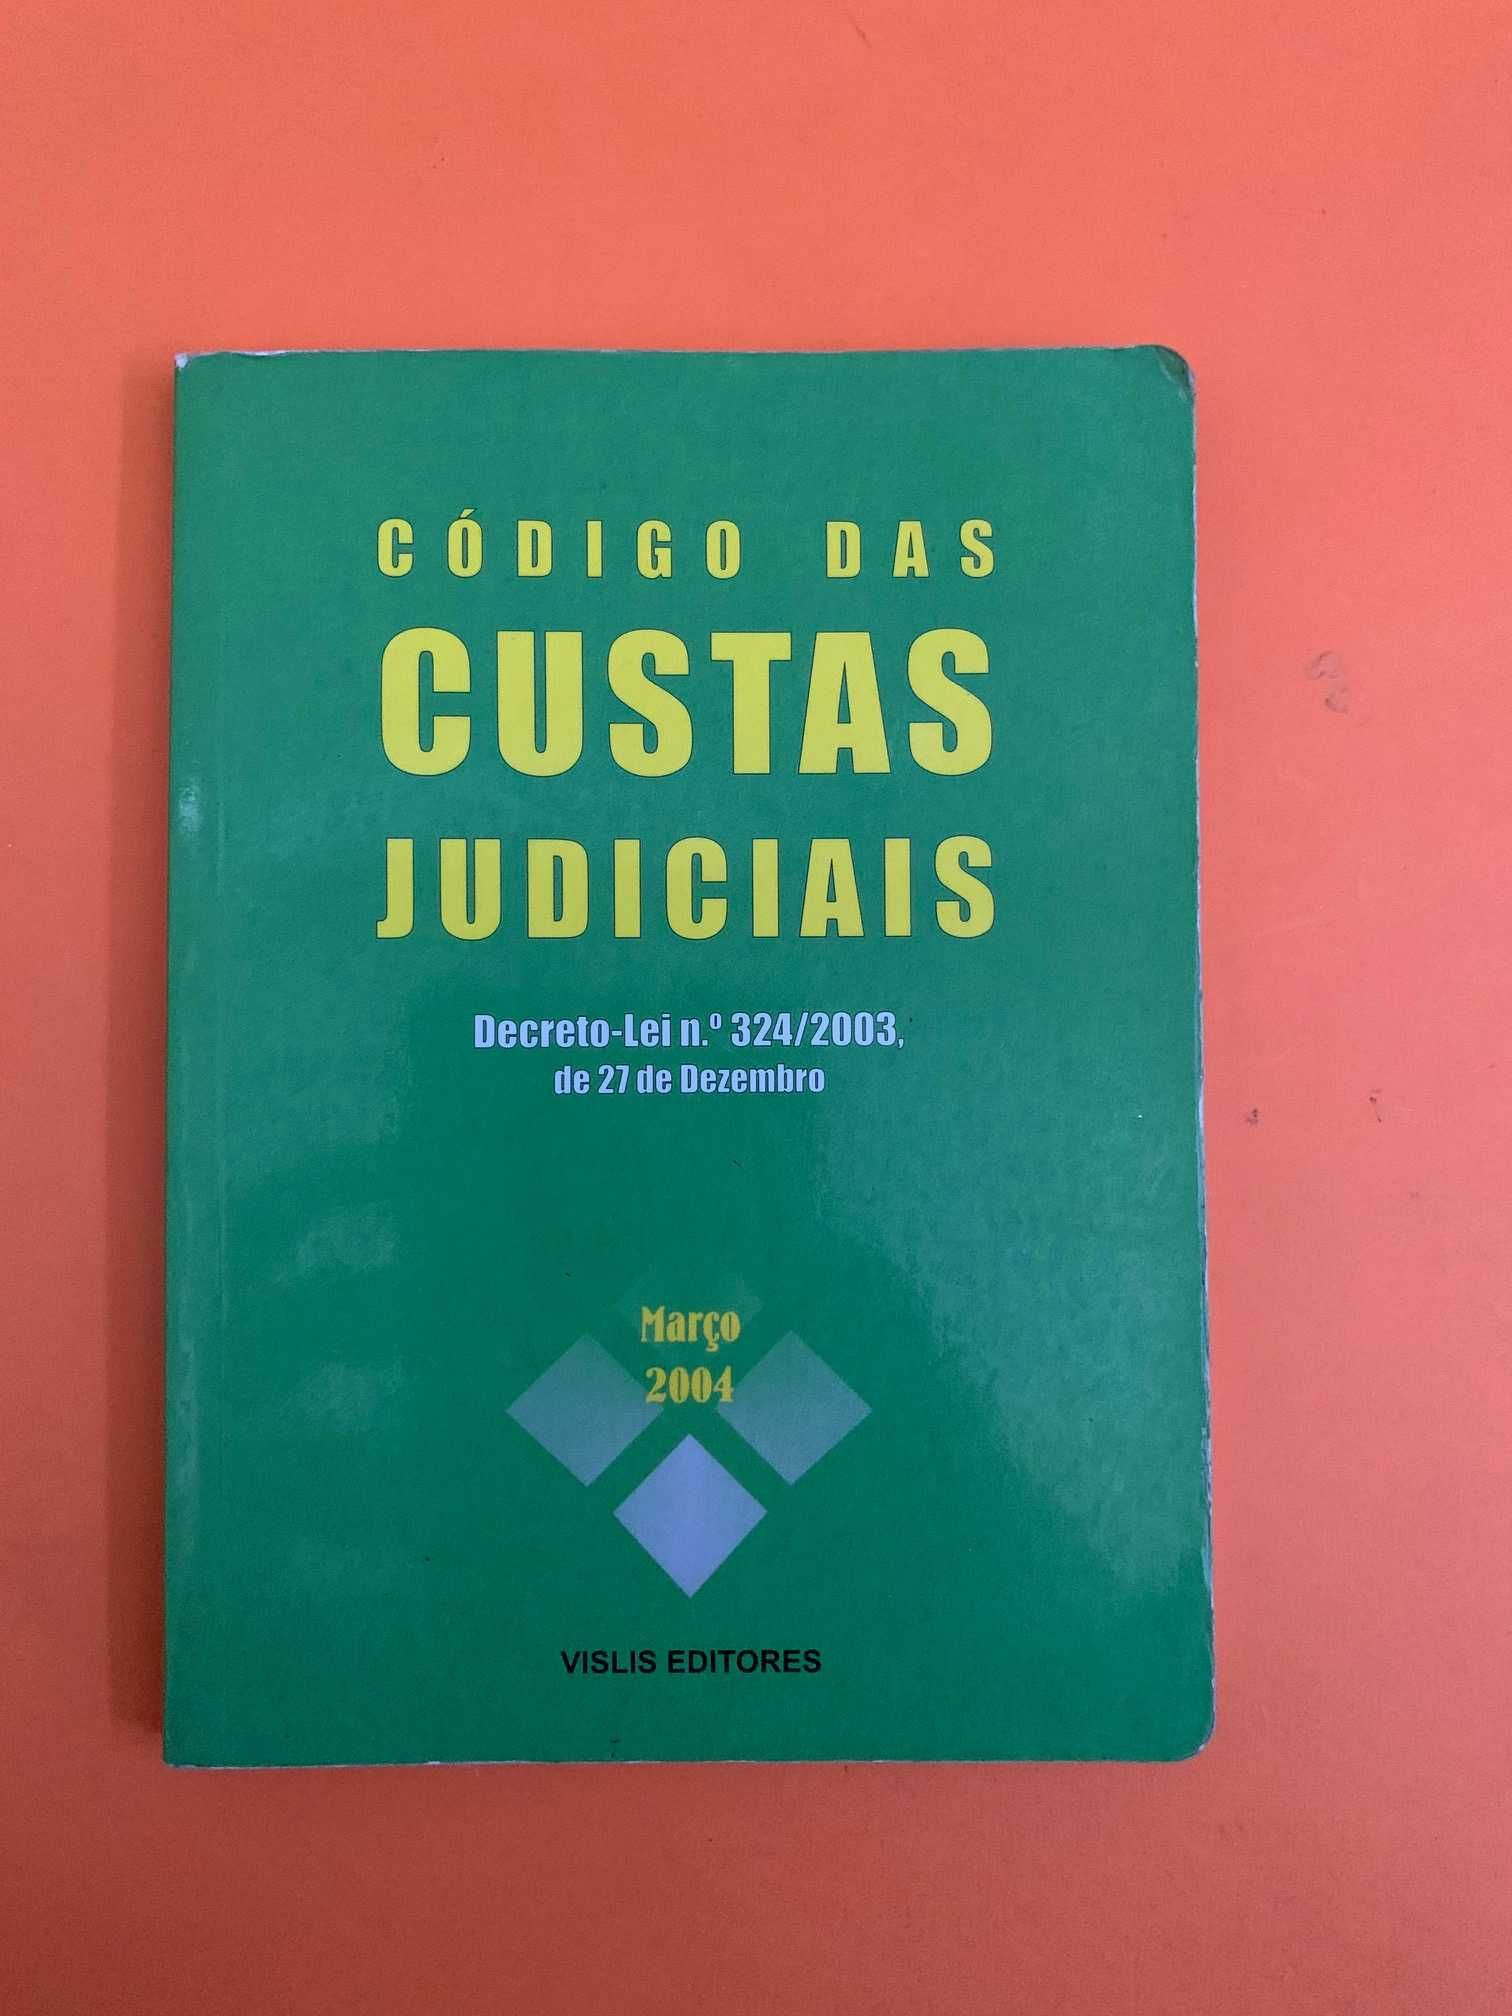 CÓDIGO DAS
CUSTAS
JUDICIAIS
Decreto-Lei n.º 324/2003,
de 27 de Dezembro
Março
2004
VISLIS EDITORES